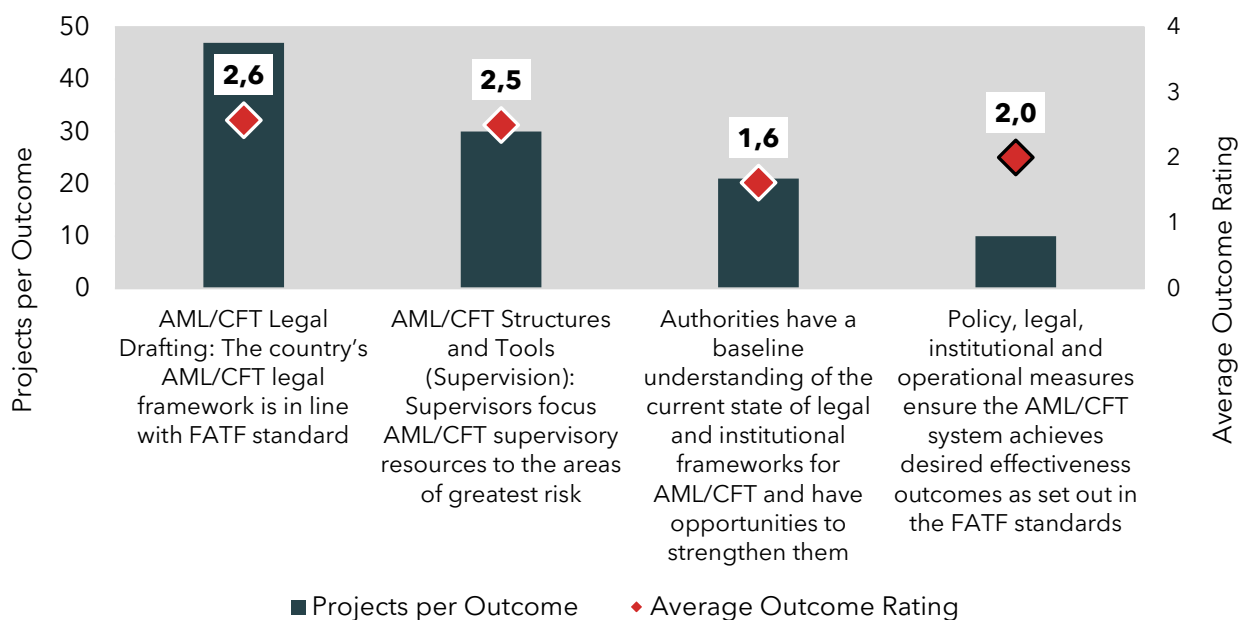 50
40
30
20
10
0
Projects per Outcome
2,6
2,5
1,6
2,0
4
3
2
1
0
Average Outcome Rating
AML/CFT Legal
Drafting: The country’s
AML/CFT legal
framework is in line
with FATF standard
AML/CFT Structures
and Tools
(Supervision):
Supervisors focus
AML/CFT supervisory
resources to the areas
of greatest risk
Authorities have a
baseline
understanding of the
current state of legal
and institutional
frameworks for
AML/CFT and have
opportunities to
strengthen them
Policy, legal,
institutional and
operational measures
ensure the AML/CFT
system achieves
desired effectiveness
outcomes as set out in
the FATF standards
Projects per Outcome
Average Outcome Rating